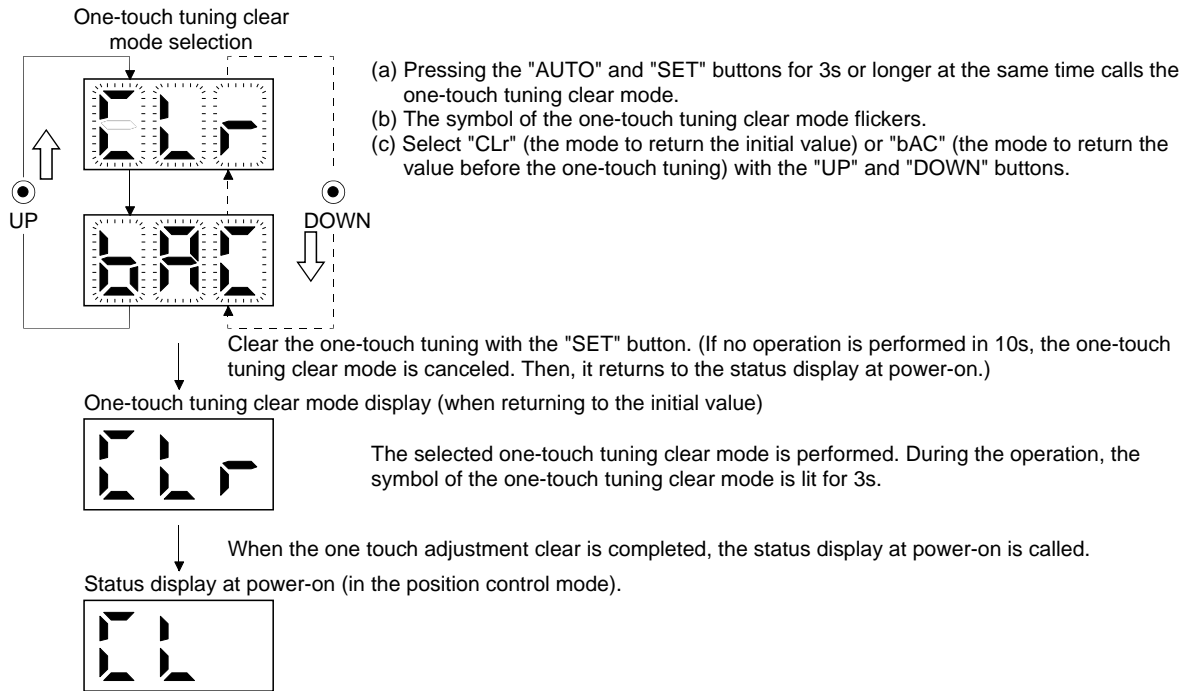 One-touch tuning clear
mode selection
CLr
UP
DOWN
bAC
(a) Pressing the "AUTO" and "SET" buttons for 3s or longer at the same time calls the
one-touch tuning clear mode.
(b) The symbol of the one-touch tuning clear mode flickers.
(c) Select "CLr" (the mode to return the initial value) or "bAC" (the mode to return the
value before the one-touch tuning) with the "UP" and "DOWN" buttons.
Clear the one-touch tuning with the "SET" button. (If no operation is performed in 10s, the one-touch
tuning clear mode is canceled. Then, it returns to the status display at power-on.)
One-touch tuning clear mode display (when returning to the initial value)
CLr
The selected one-touch tuning clear mode is performed. During the operation, the
symbol of the one-touch tuning clear mode is lit for 3s.
When the one touch adjustment clear is completed, the status display at power-on is called.
Status display at power-on (in the position control mode).
CL